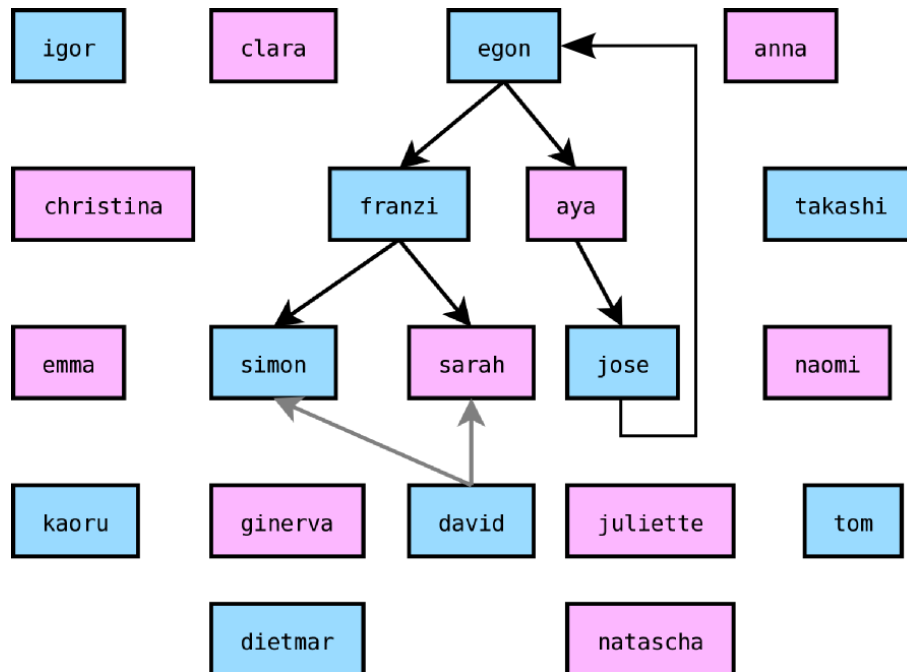 igor
clara
egon
anna
christina
franzi
aya
takashi
emma
simon
sarah
jose
naomi
kaoru
ginerva
david
juliette
tom
dietmar
natascha